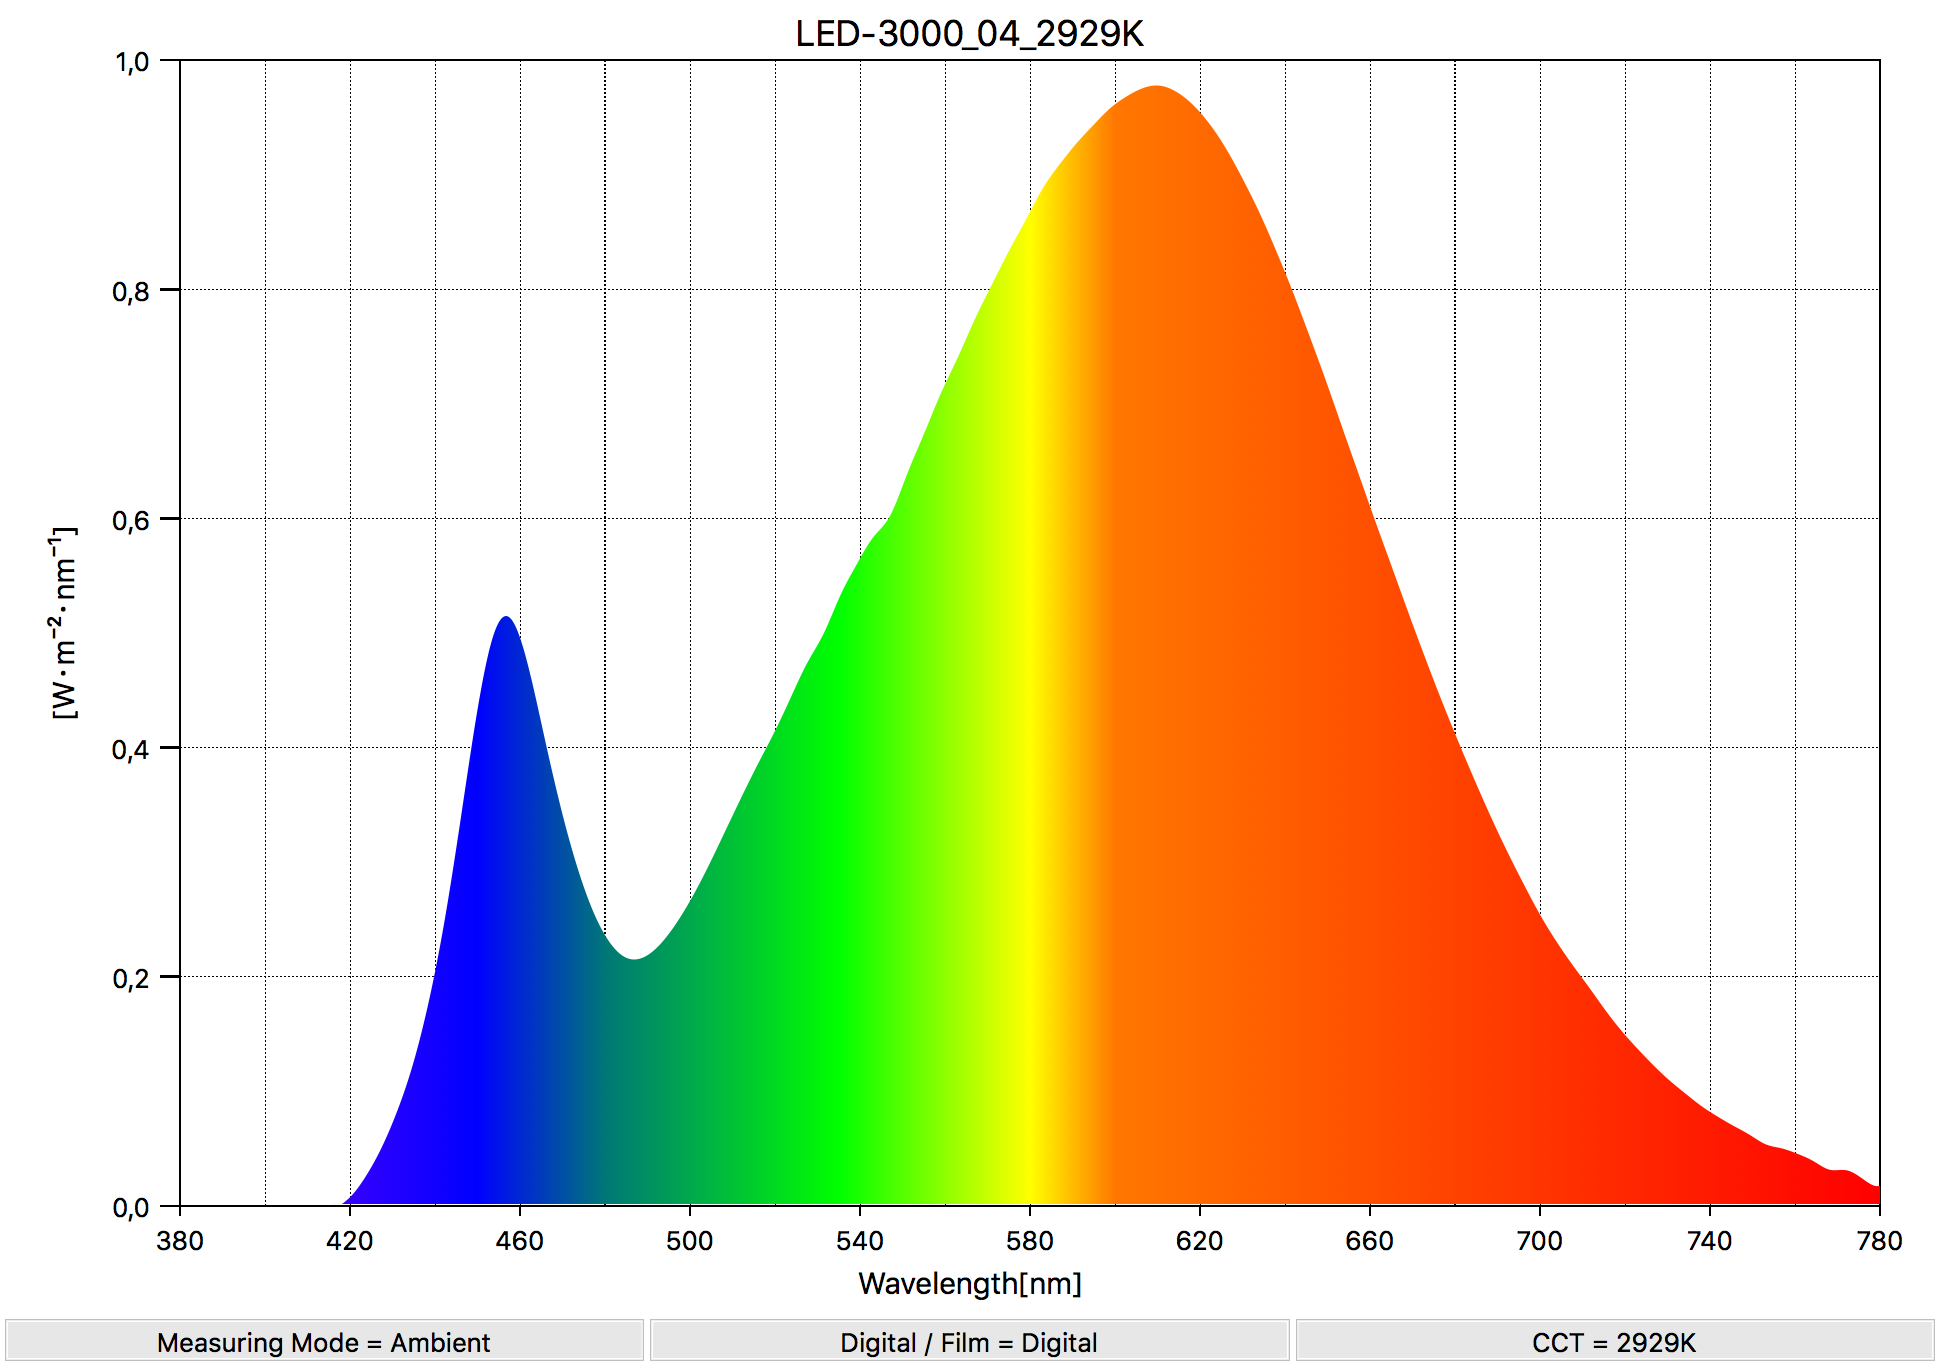 LED-3000_04_2929K
1,0
0,8
0,6
0,4
0,2
0,0
[W·m⁻²·nm⁻¹]
380 420 460 500 540 580 620 660 700 740 780
Wavelength[nm]
Measuring Mode = Ambient
Digital / Film = Digital
CCT = 2929K